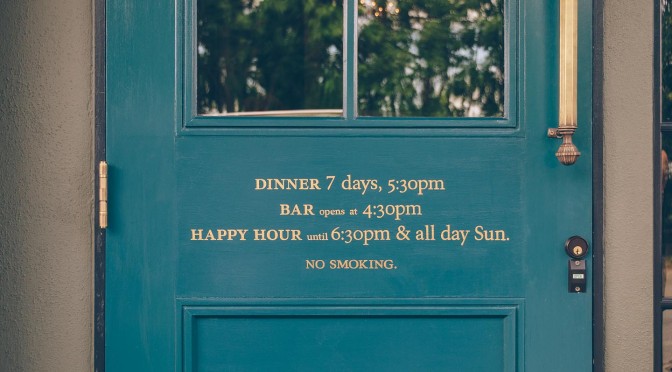 DINNER 7 days, 5:30pm
BAR opens at 4:30pm
HAPPY HOUR until 6:30pm & all day Sun.
NO SMOKING.